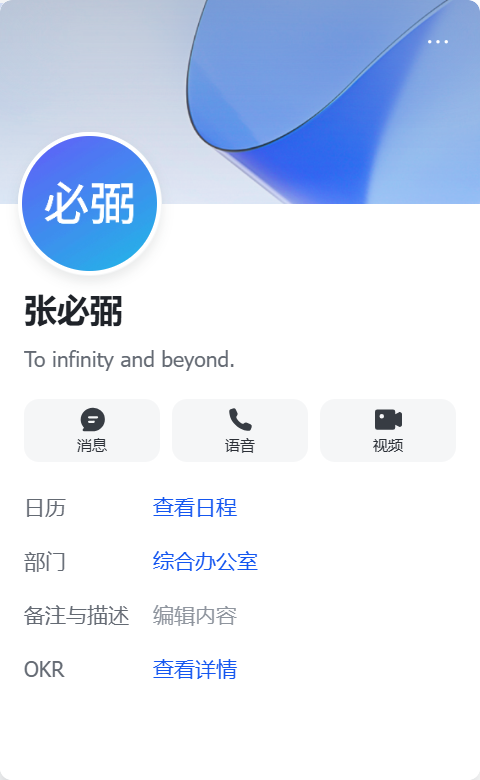 必弼
张必弼
To infinity and beyond.
消息 语音 视频
日历 查看日程
部门 综合办公室
备注与描述 编辑内容
OKR 查看详情